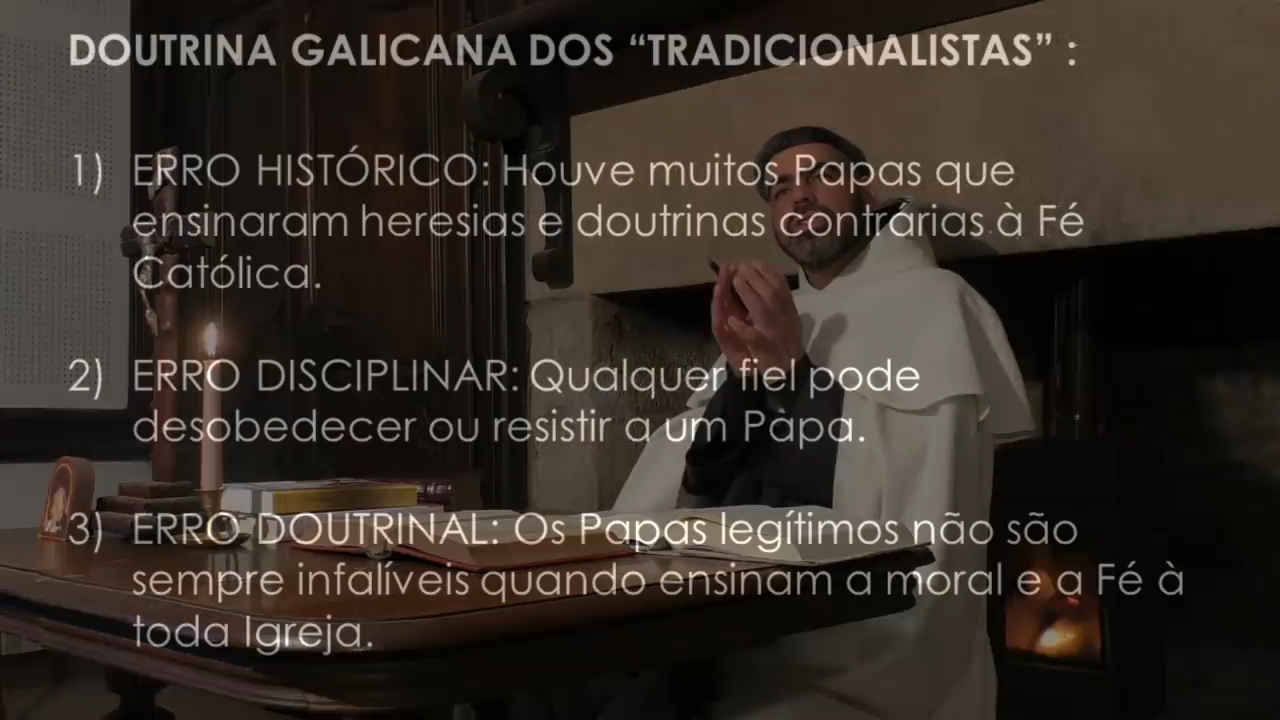 DOUTRINA GALICANA DOS “TRADICIONALISTAS” :
1) ERRO HISTÓRICO: Houve muitos Papas que
ensinaram heresias e doutrinas contrárias à Fé
Católica.
2) ERRO DISCIPLINAR: Qualquer fiel pode
desobedecer ou resistir a um Papa.
3) ERRO DOUTRINAL: Os Papas legítimos não são
sempre infalíveis quando ensinam a moral e a Fé à
toda Igreja.